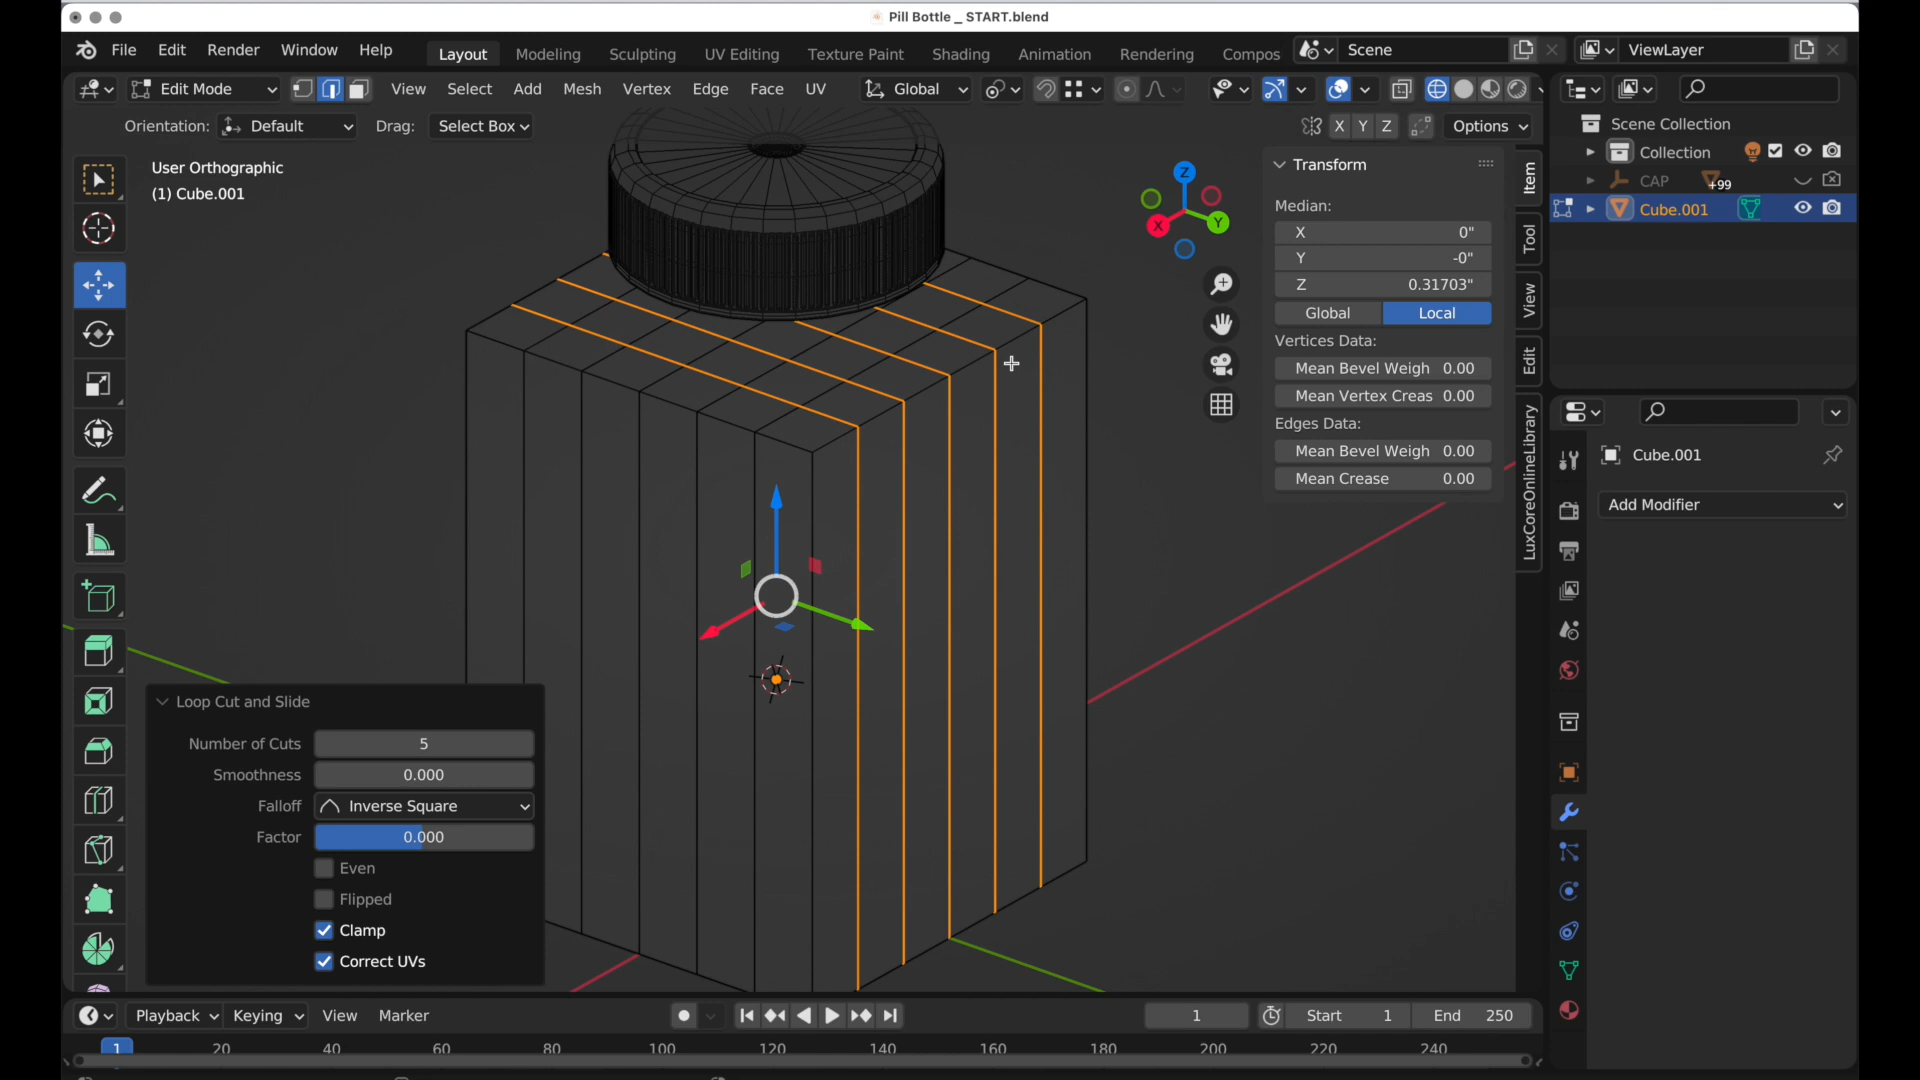 Pill Bottle _ START.blend
File Edit Render Window Help Layout Modeling Sculpting UV Editing Texture Paint Shading Animation Rendering Compos Scene ViewLayer
Edit Mode View Select Add Mesh Vertex Edge Face UV Global
Orientation: Default Drag: Select Box X Y Z Options
User Orthographic
(1) Cube.001
Z
Y
X
Transform
Median:
X 0"
Y -0"
Z 0.31703"
Global Local
Vertices Data:
Mean Bevel Weigh 0.00
Mean Vertex Creas 0.00
Edges Data:
Mean Bevel Weigh 0.00
Mean Crease 0.00
Item
Tool
View
Edit
LuxCoreOnlineLibrary
Scene Collection
Collection
CAP +99
Cube.001
Cube.001
Add Modifier
Loop Cut and Slide
Number of Cuts 5
Smoothness 0.000
Falloff Inverse Square
Factor 0.000
Even
Flipped
Clamp
Correct UVs
Playback Keying View Marker 1 Start 1 End 250
1 20 40 60 80 100 120 140 160 180 200 220 240